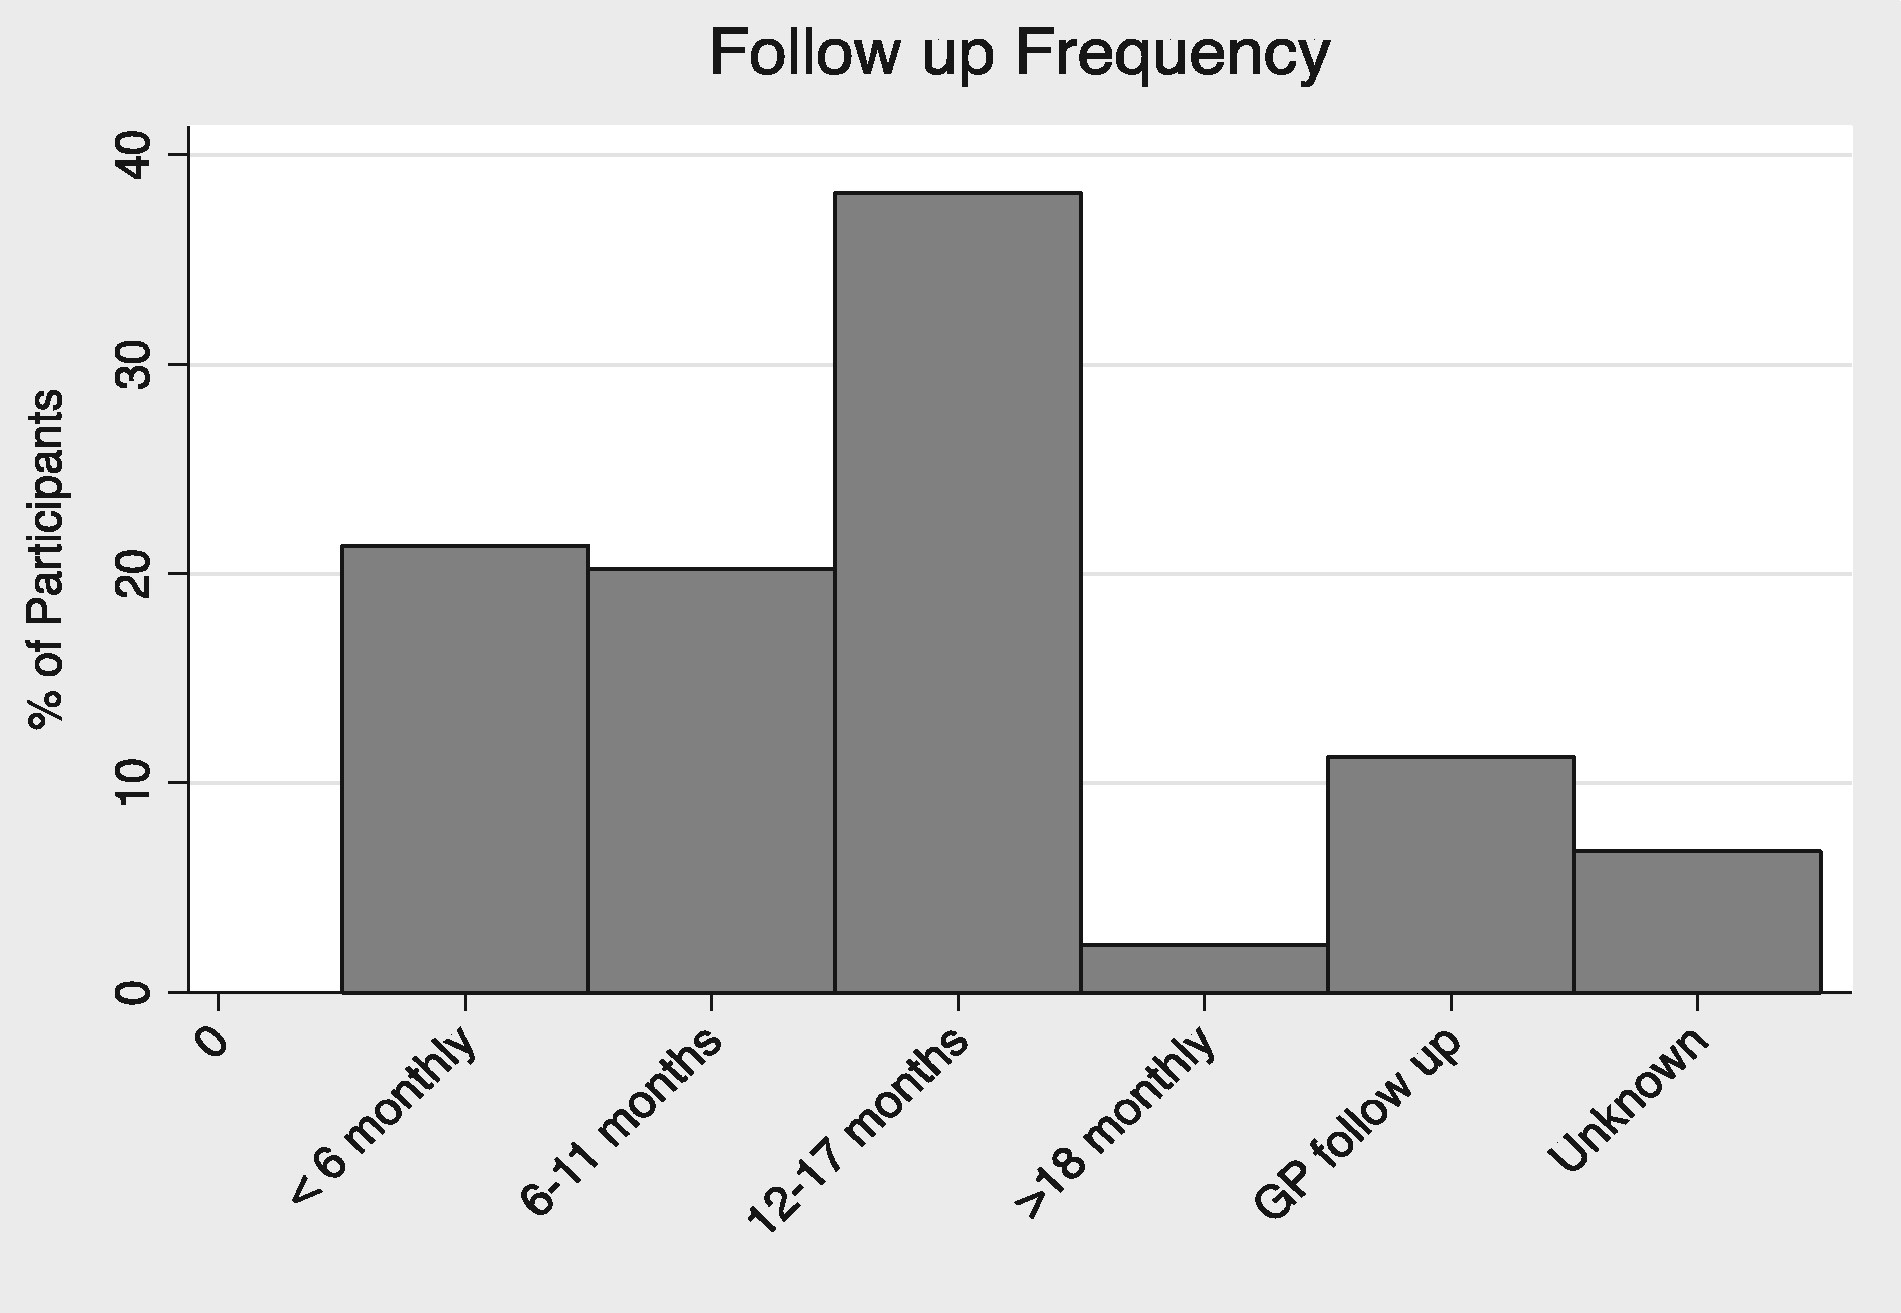 Follow up Frequency
% of Participants
40
30
20
10
0
0
< 6 monthly
6-11 months
12-17 months
>18 monthly
GP follow up
Unknown